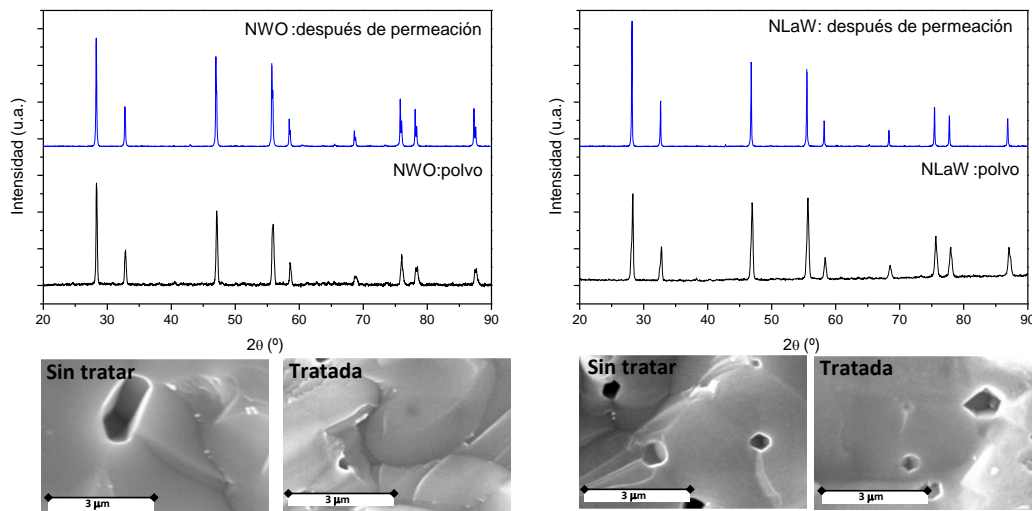 NWO :después de permeación
NWO:polvo
Intensidad (u.a.)
20 30 40 50 60 70 80 90
2θ (º)
NLaW: después de permeación
NLaW :polvo
Intensidad (u.a.)
20 30 40 50 60 70 80 90
2θ (º)
Sin tratar
3 µm
Tratada
3 µm
Sin tratar
3 µm
Tratada
3 µm